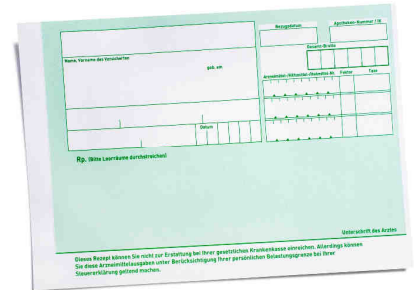 Bezugsdatum
Apotheken-Nummer / IK
Name, Vorname des Versicherten
geb. am
Gesamt-Brutto
Arzneimittel-/Hilfsmittel-/Heilmittel-Nr.
Faktor
Taxe
Datum
Rp. (Bitte Leerräume durchstreichen)
Unterschrift des Arztes
Dieses Rezept können Sie nicht zur Erstattung bei Ihrer gesetzlichen Krankenkasse einreichen. Allerdings können
Sie diese Arzneimittelausgaben unter Berücksichtigung Ihrer persönlichen Belastungsgrenze bei Ihrer
Steuererklärung geltend machen.